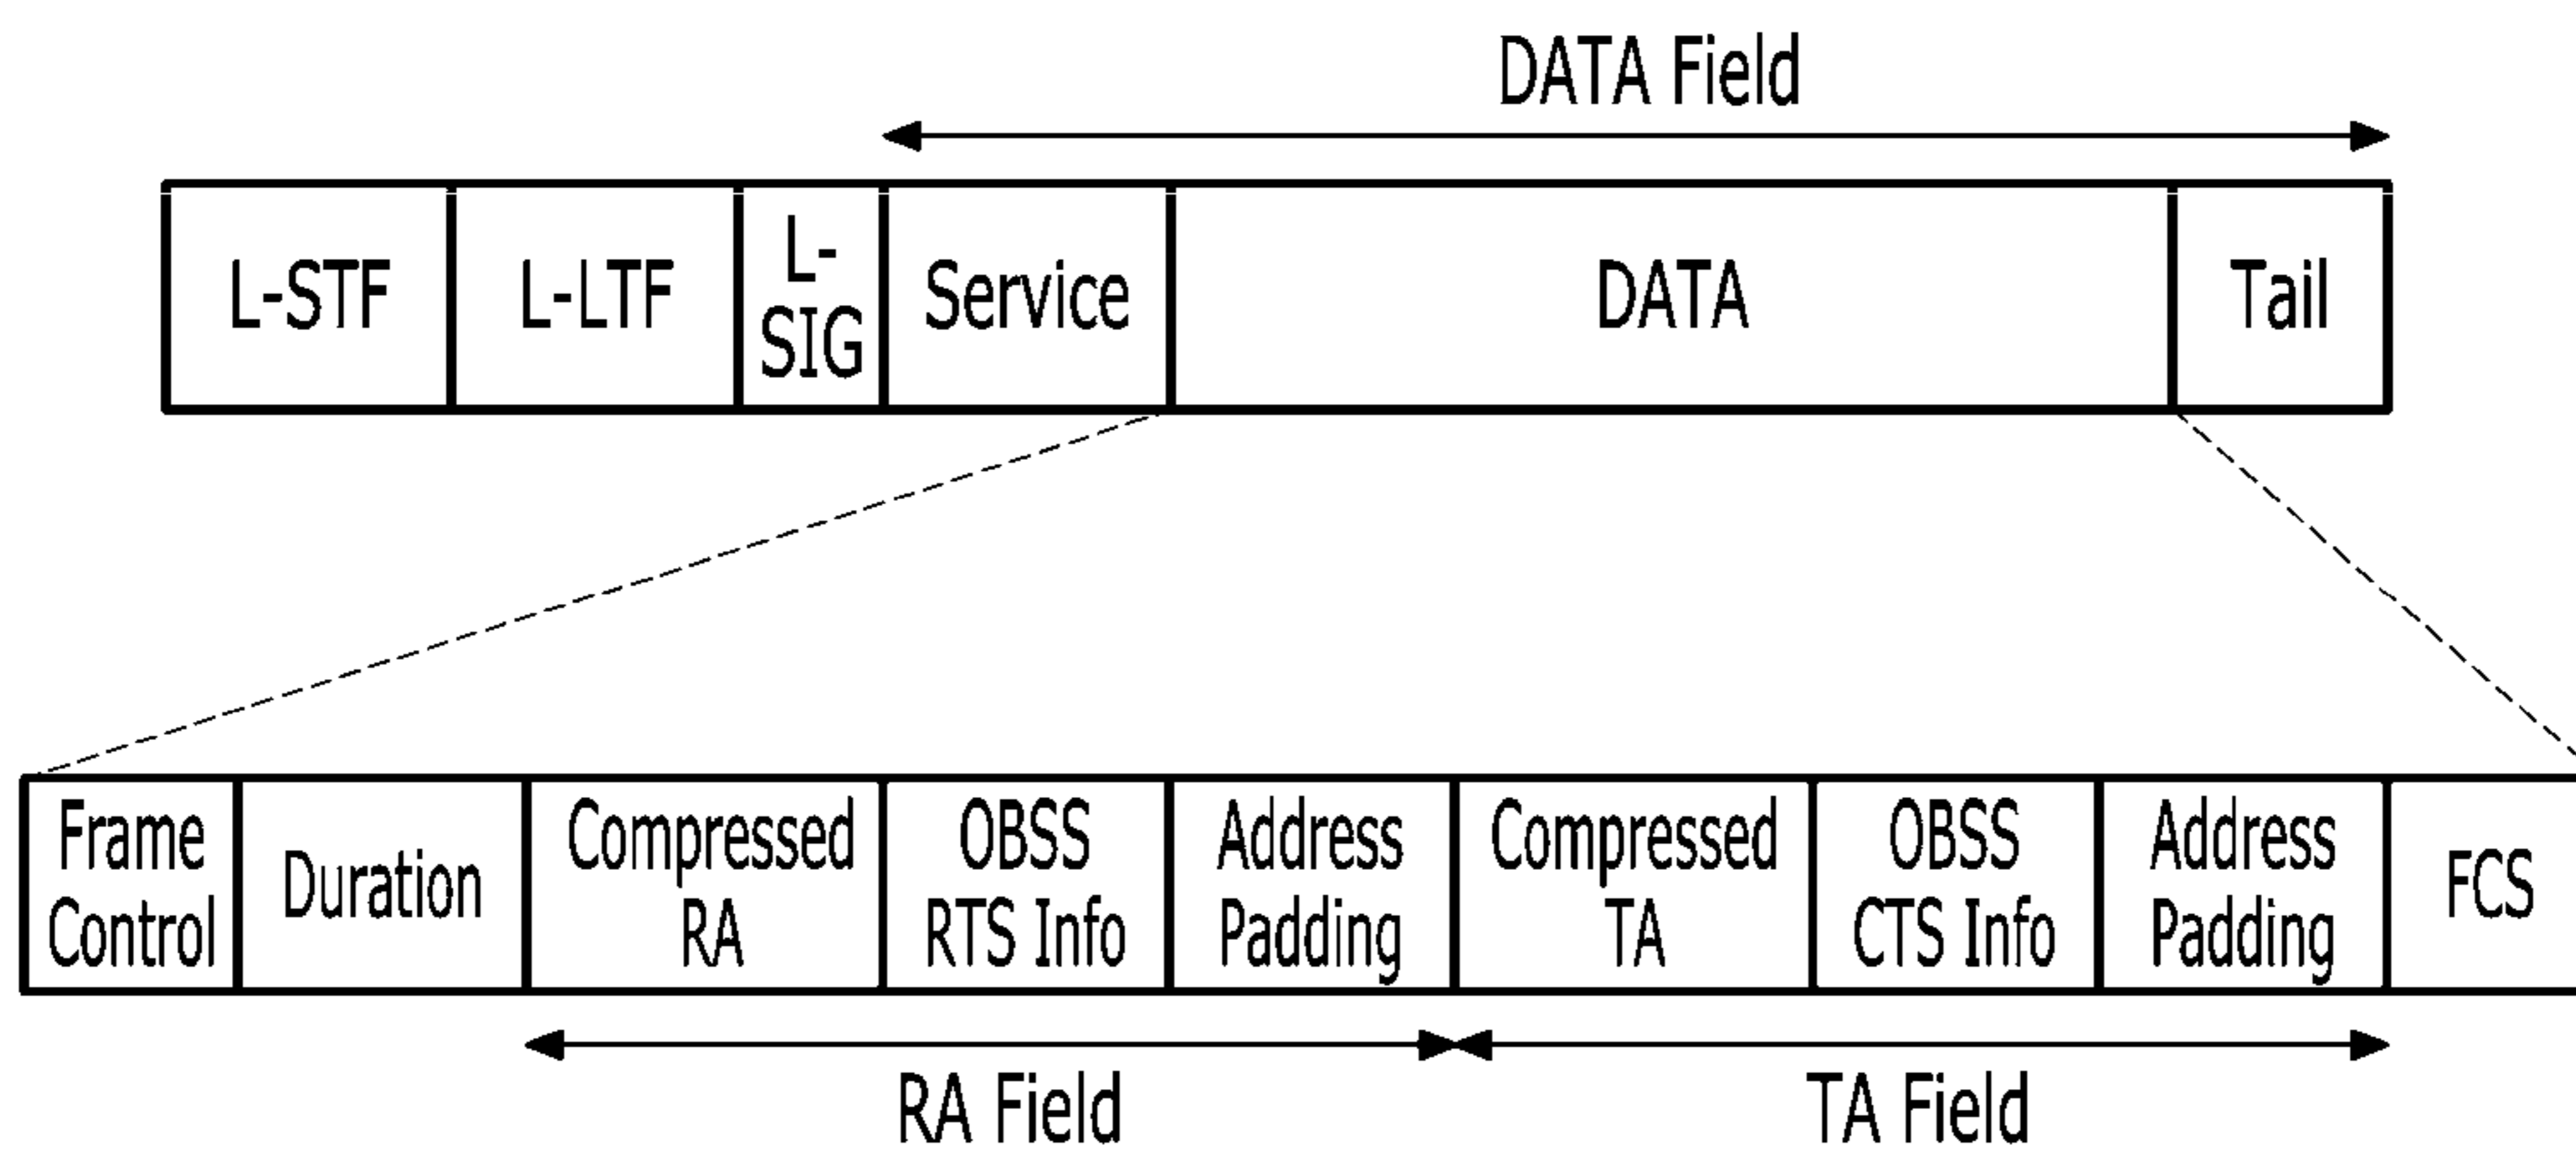 DATA Field
L-STF
L-LTF
L-
SIG
Service
DATA
Tail
Frame
Control
Duration
Compressed
RA
OBSS
RTS Info
Address
Padding
Compressed
TA
OBSS
CTS Info
Address
Padding
FCS
RA Field
TA Field